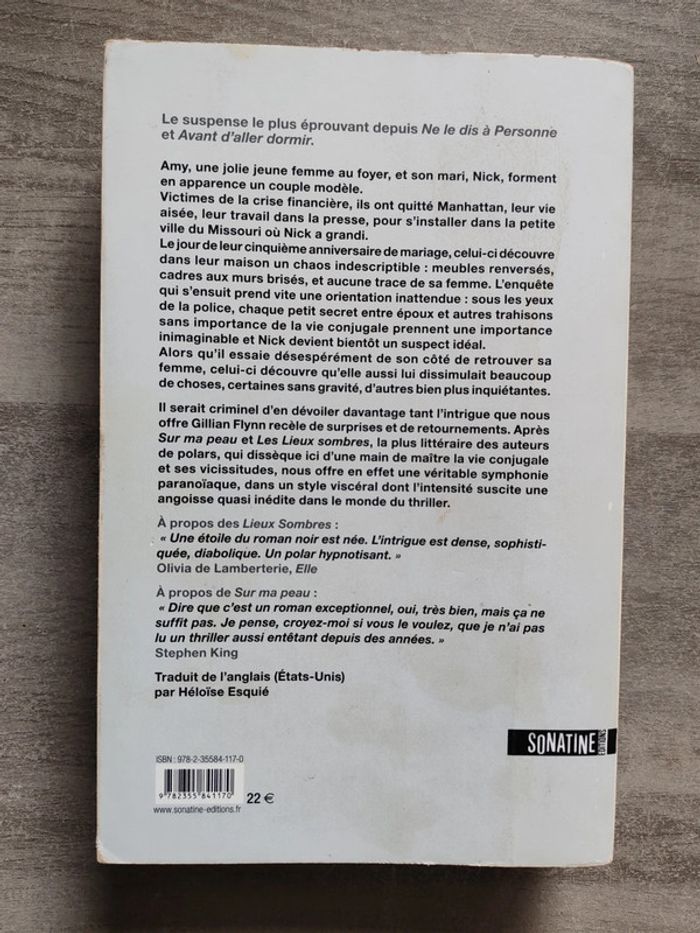 Le suspense le plus éprouvant depuis Ne le dis à Personne
et Avant d'aller dormir.
Amy, une jolie jeune femme au foyer, et son mari, Nick, forment
en apparence un couple modèle.
Victimes de la crise financière, ils ont quitté Manhattan, leur vie
aisée, leur travail dans la presse, pour s'installer dans la petite
ville du Missouri où Nick a grandi.
Le jour de leur cinquième anniversaire de mariage, celui-ci découvre
dans leur maison un chaos indescriptible : meubles renversés,
cadres aux murs brisés, et aucune trace de sa femme. L'enquête
qui s'ensuit prend vite une orientation inattendue : sous les yeux
de la police, chaque petit secret entre époux et autres trahisons
sans importance de la vie conjugale prennent une importance
inimaginable et Nick devient bientôt un suspect idéal.
Alors qu'il essaie désespérément de son côté de retrouver sa
femme, celui-ci découvre qu'elle aussi lui dissimulait beaucoup
de choses, certaines sans gravité, d'autres bien plus inquiétantes.
Il serait criminel d'en dévoiler davantage tant l'intrigue que nous
offre Gillian Flynn recèle de surprises et de retournements. Après
Sur ma peau et Les Lieux sombres, la plus littéraire des auteurs
de polars, qui dissèque ici d'une main de maître la vie conjugale
et ses vicissitudes, nous offre en effet une véritable symphonie
paranoïaque, dans un style viscéral dont l'intensité suscite une
angoisse quasi inédite dans le monde du thriller.
À propos des Lieux Sombres :
« Une étoile du roman noir est née. L'intrigue est dense, sophisti-
quée, diabolique. Un polar hypnotisant. »
Olivia de Lamberterie, Elle
À propos de Sur ma peau :
« Dire que c'est un roman exceptionnel, oui, très bien, mais ça ne
suffit pas. Je pense, croyez-moi si vous le voulez, que je n'ai pas
lu un thriller aussi entêtant depuis des années. »
Stephen King
Traduit de l'anglais (États-Unis)
par Héloïse Esquié
SONATINE
EDITIONS
ISBN : 978-2-35584-117-0
9 782355 841170
22 €
www.sonatine-editions.fr